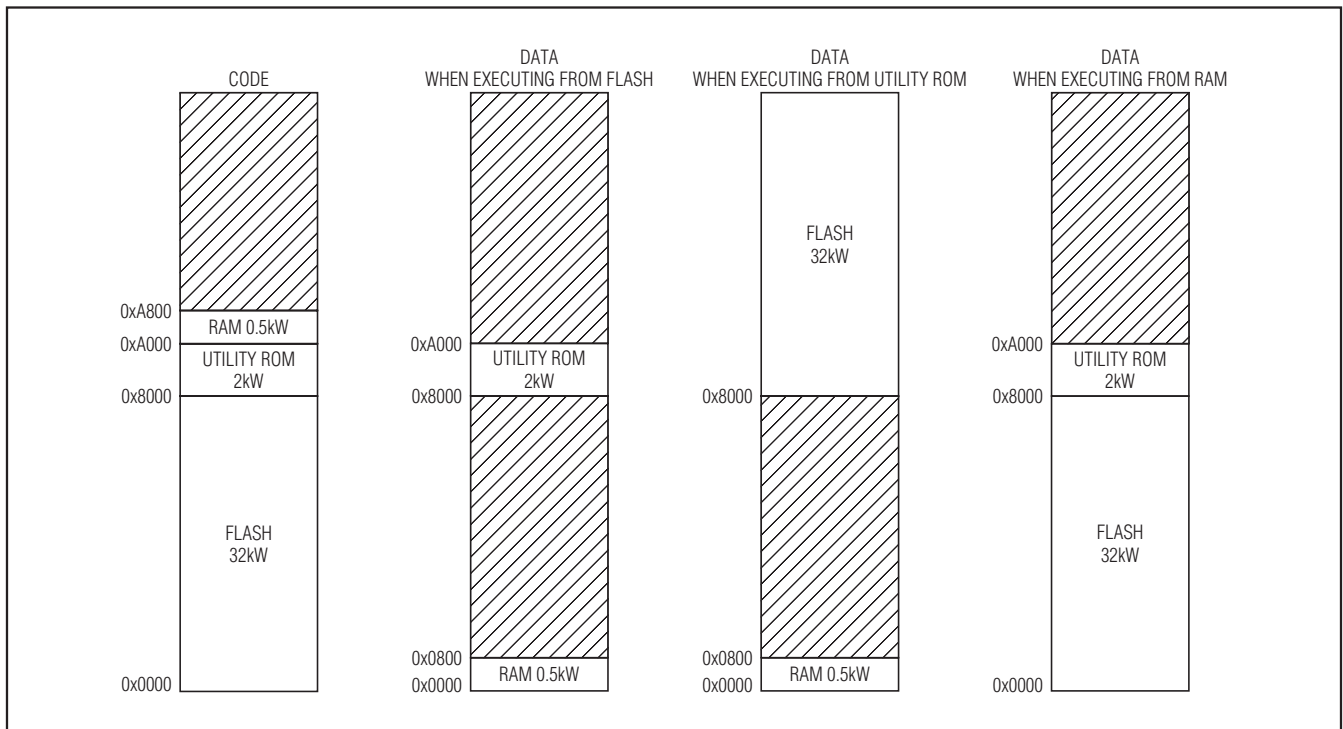 CODE
0xA800
RAM 0.5kW
0xA000
UTILITY ROM
2kW
0x8000
FLASH
32kW
0x0000
DATA
WHEN EXECUTING FROM FLASH
0xA000
UTILITY ROM
2kW
0x8000
0x0800
RAM 0.5kW
0x0000
DATA
WHEN EXECUTING FROM UTILITY ROM
FLASH
32kW
0x8000
0x0800
RAM 0.5kW
0x0000
DATA
WHEN EXECUTING FROM RAM
0xA000
UTILITY ROM
2kW
0x8000
FLASH
32kW
0x0000